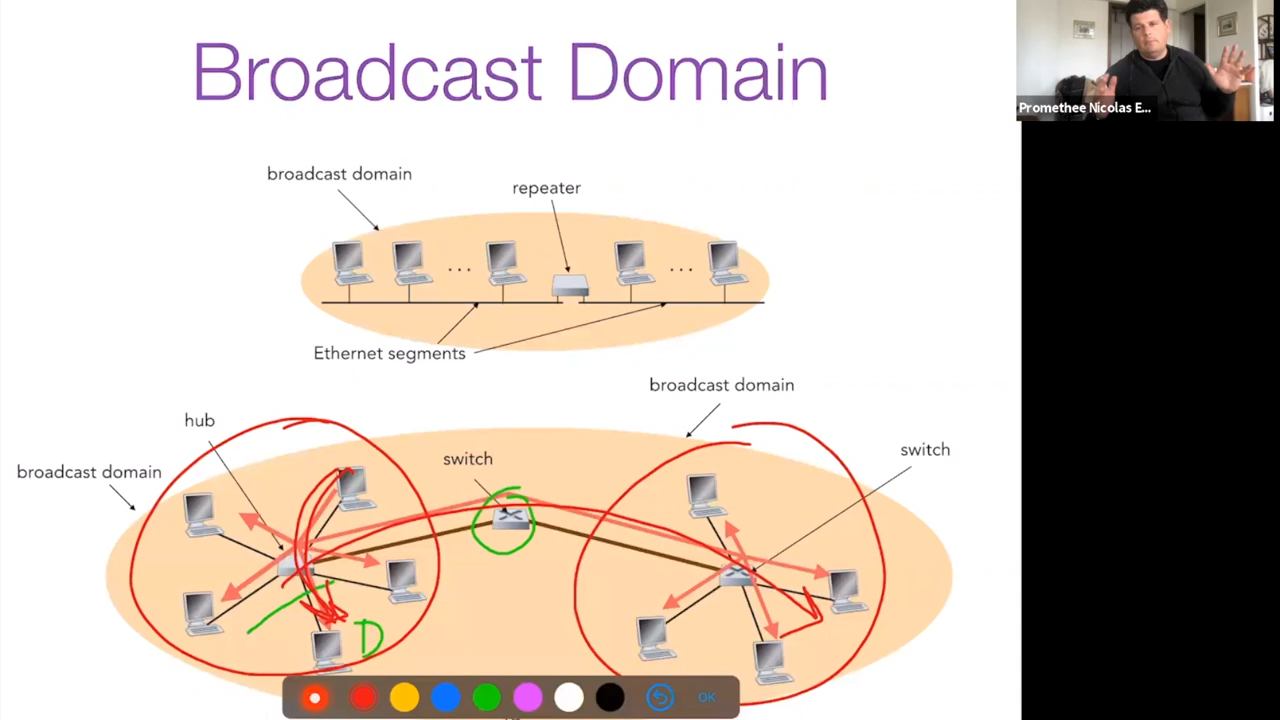 Broadcast Domain
Promethee Nicolas E...
broadcast domain
repeater
...
...
Ethernet segments
broadcast domain
hub
switch
switch
broadcast domain
D
OK